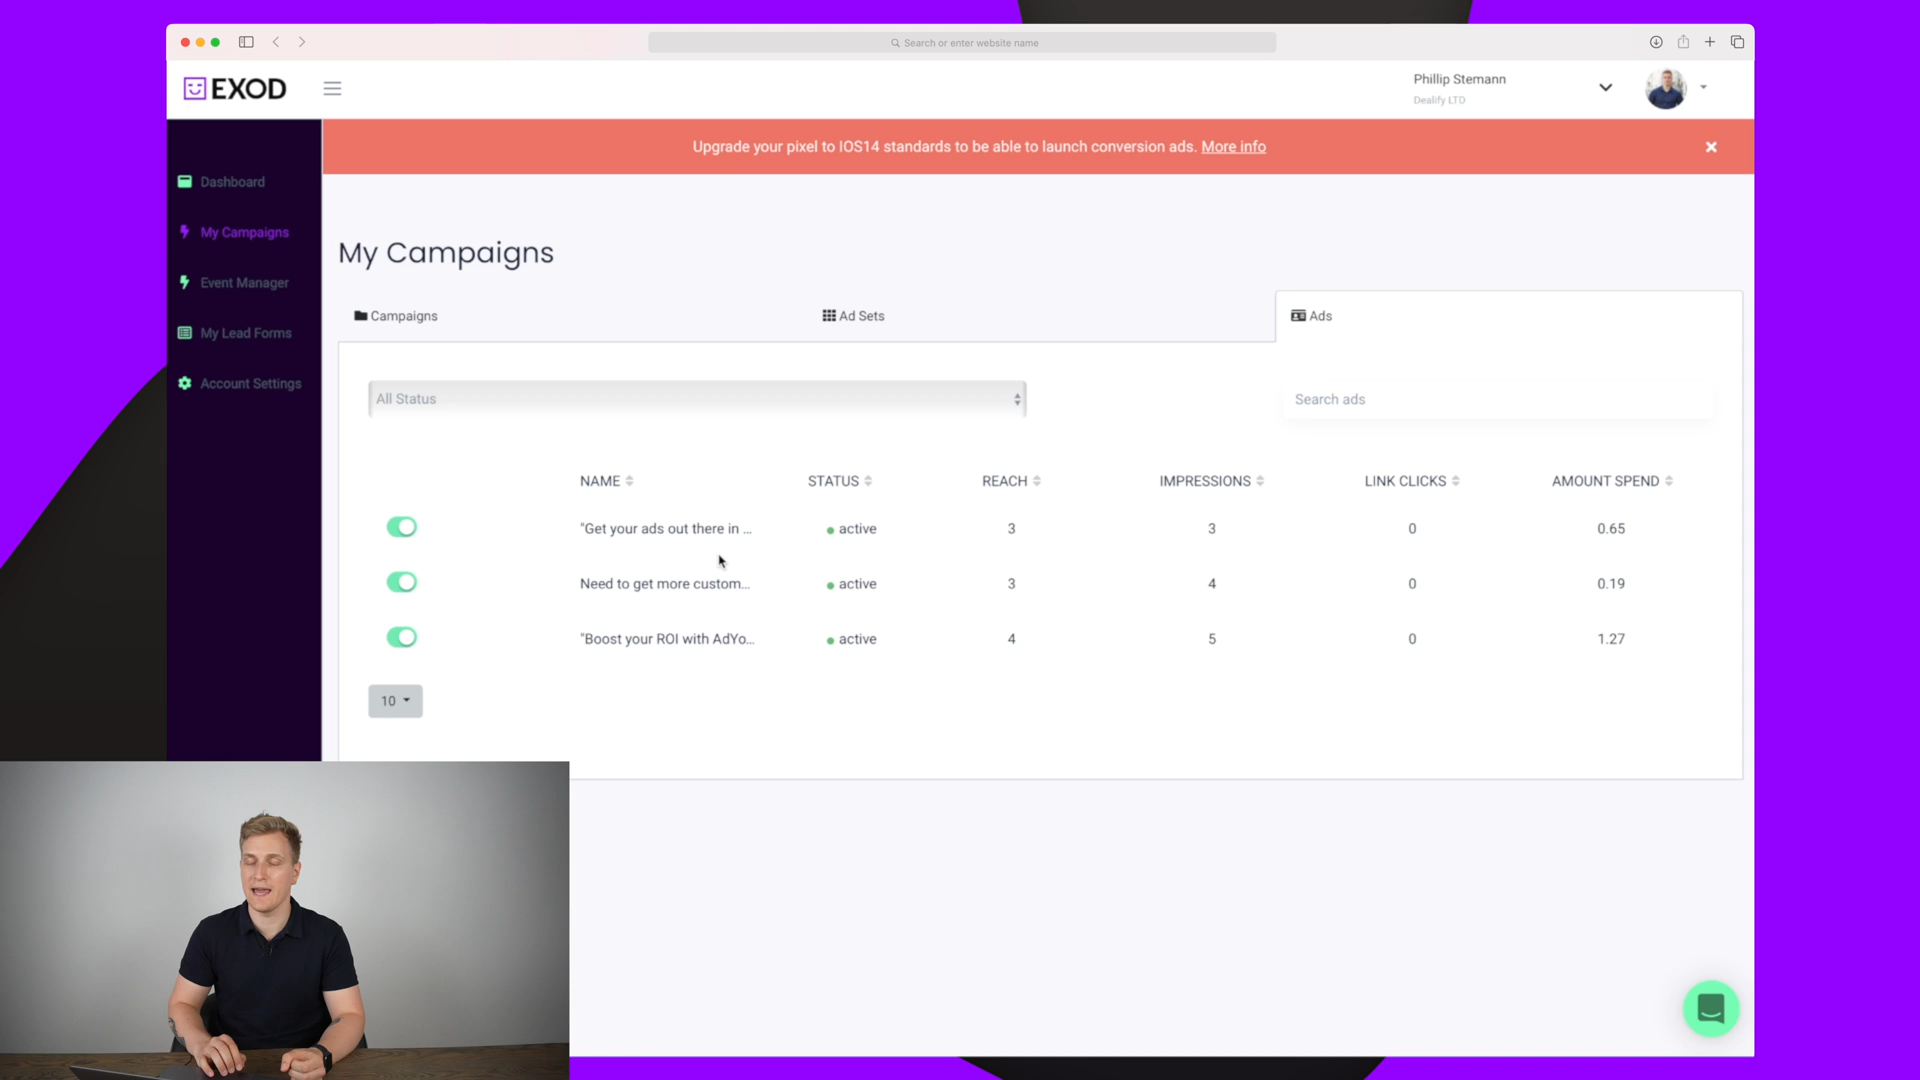 Search or enter website name
EXOD
Phillip Stemann
Dealify LTD
Upgrade your pixel to IOS14 standards to be able to launch conversion ads. More info
Dashboard
My Campaigns
Event Manager
My Lead Forms
Account Settings
My Campaigns
Campaigns
Ad Sets
Ads
All Status
Search ads
NAME STATUS REACH IMPRESSIONS LINK CLICKS AMOUNT SPEND
"Get your ads out there in ... active 3 3 0 0.65
Need to get more custom... active 3 4 0 0.19
"Boost your ROI with AdYo... active 4 5 0 1.27
10